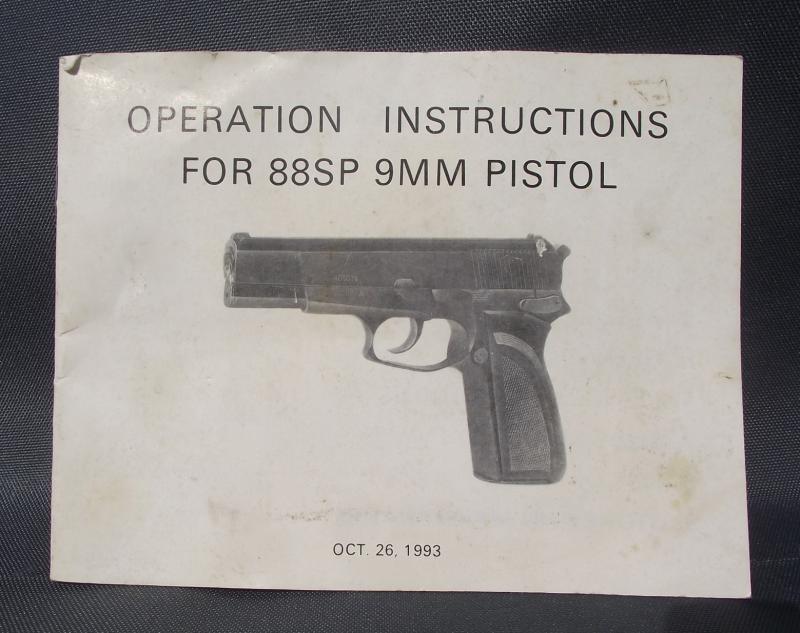 OPERATION INSTRUCTIONS
FOR 88SP 9MM PISTOL
OCT. 26, 1993